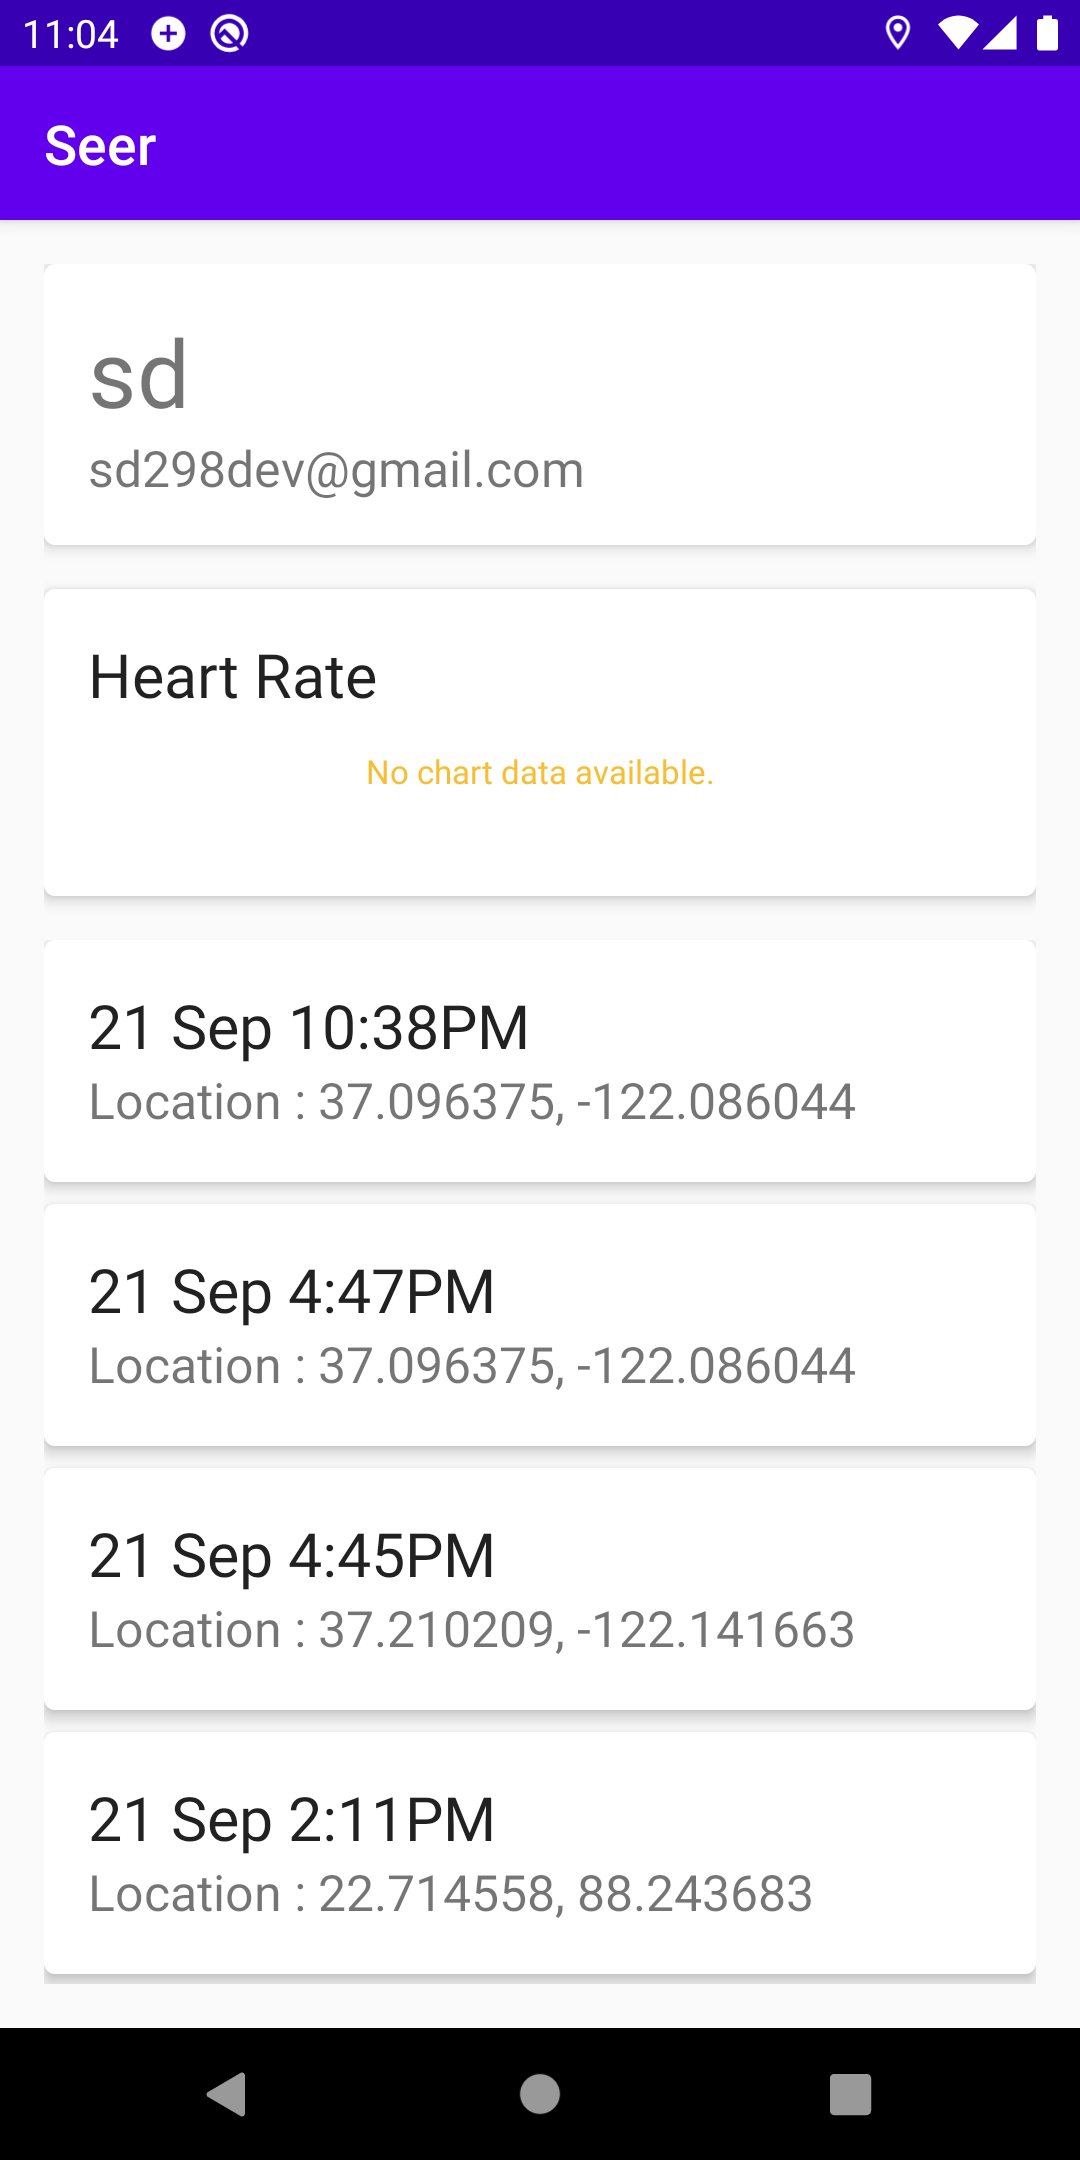 11:04
Seer
sd
sd298dev@gmail.com
Heart Rate
No chart data available.
21 Sep 10:38PM
Location : 37.096375, -122.086044
21 Sep 4:47PM
Location : 37.096375, -122.086044
21 Sep 4:45PM
Location : 37.210209, -122.141663
21 Sep 2:11PM
Location : 22.714558, 88.243683